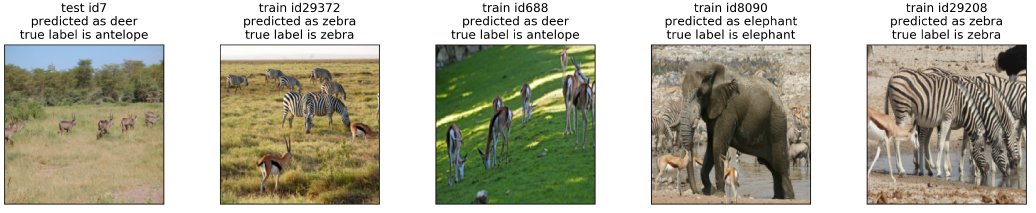 test id7
predicted as deer
true label is antelope
train id29372
predicted as zebra
true label is zebra
train id688
predicted as deer
true label is antelope
train id8090
predicted as elephant
true label is elephant
train id29208
predicted as zebra
true label is zebra